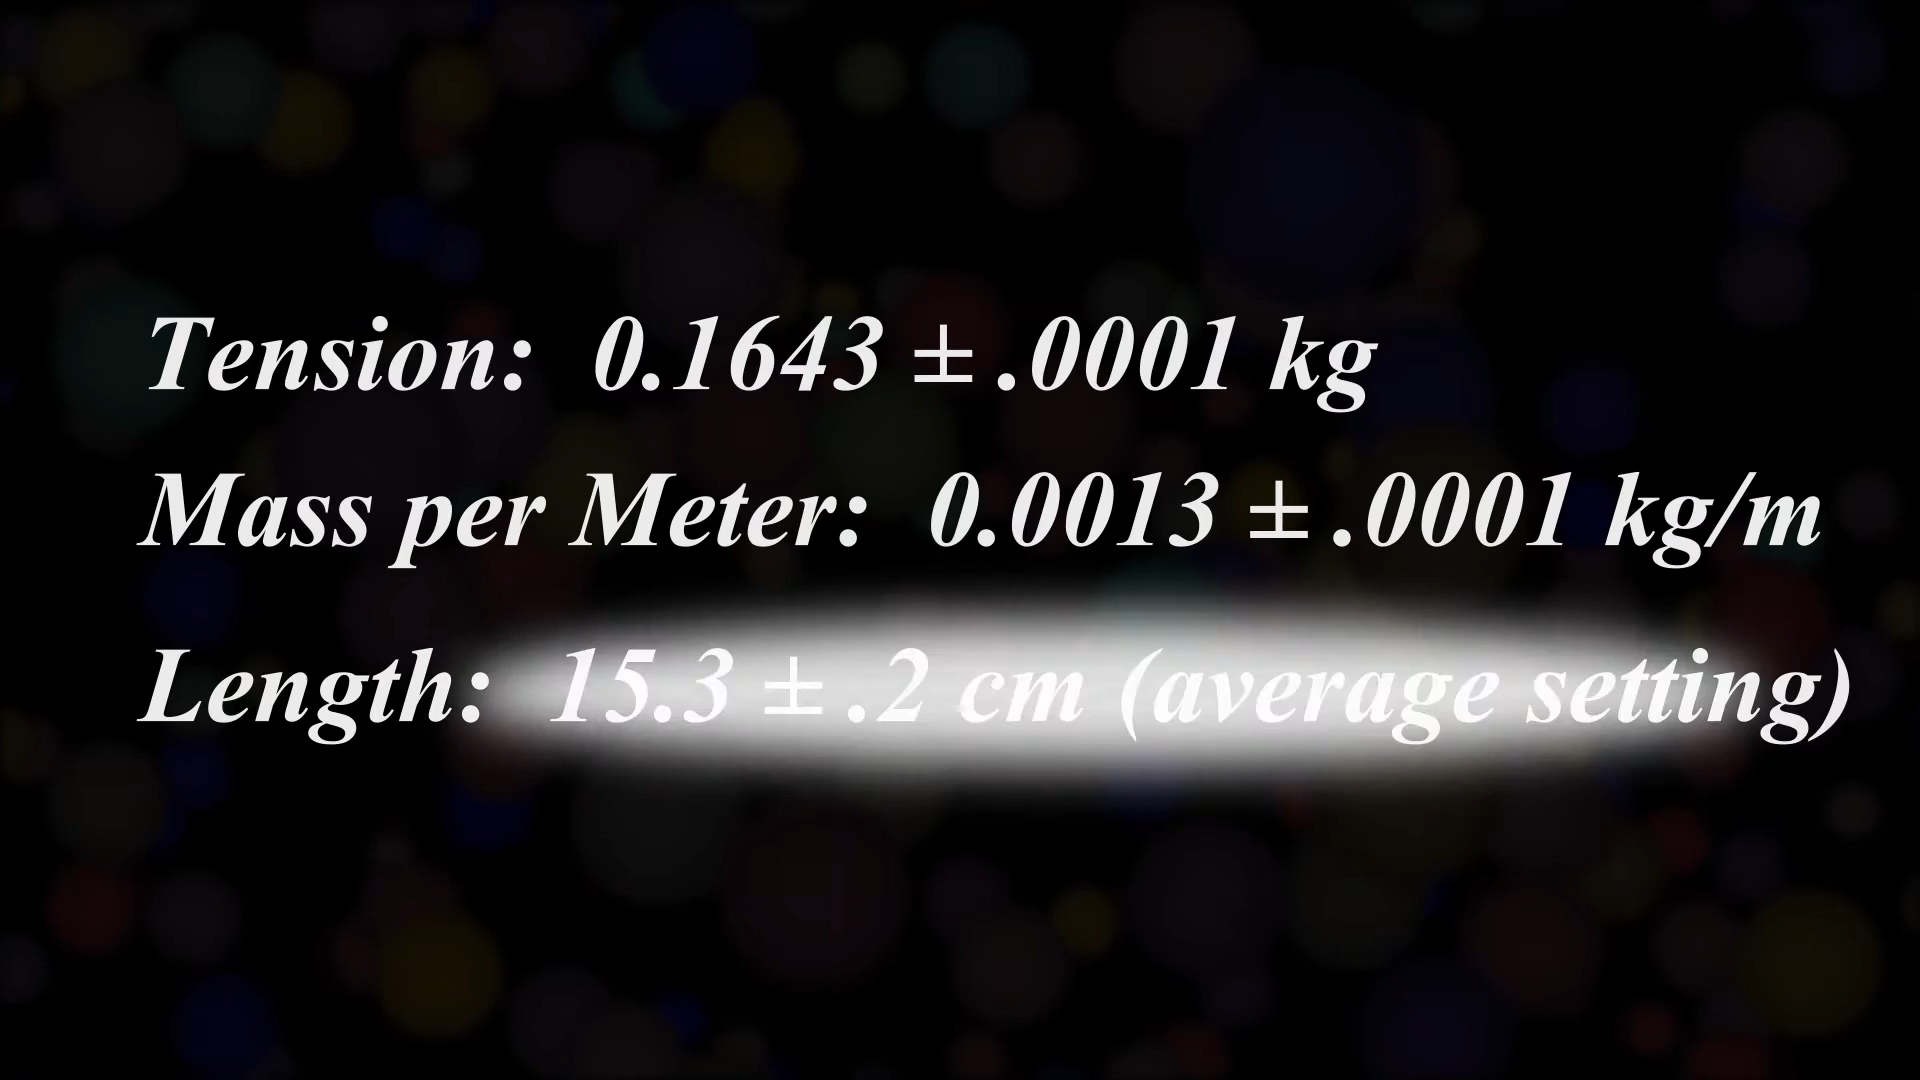 Tension: 0.1643 ± .0001 kg
Mass per Meter: 0.0013 ± .0001 kg/m
Length: 15.3 ± .2 cm (average setting)